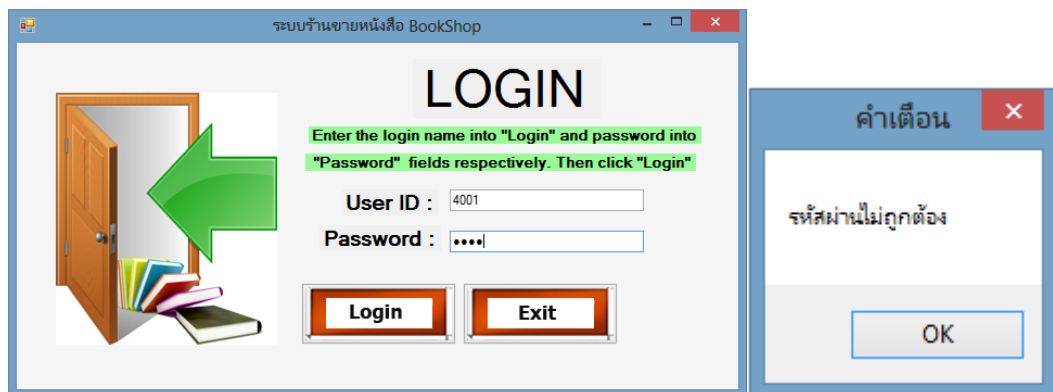 ระบบร้านขายหนังสือ BookShop
LOGIN
Enter the login name into "Login" and password into
"Password" fields respectively. Then click "Login"
User ID : 4001
Password : ••••
Login Exit
คำเตือน
รหัสผ่านไม่ถูกต้อง
OK